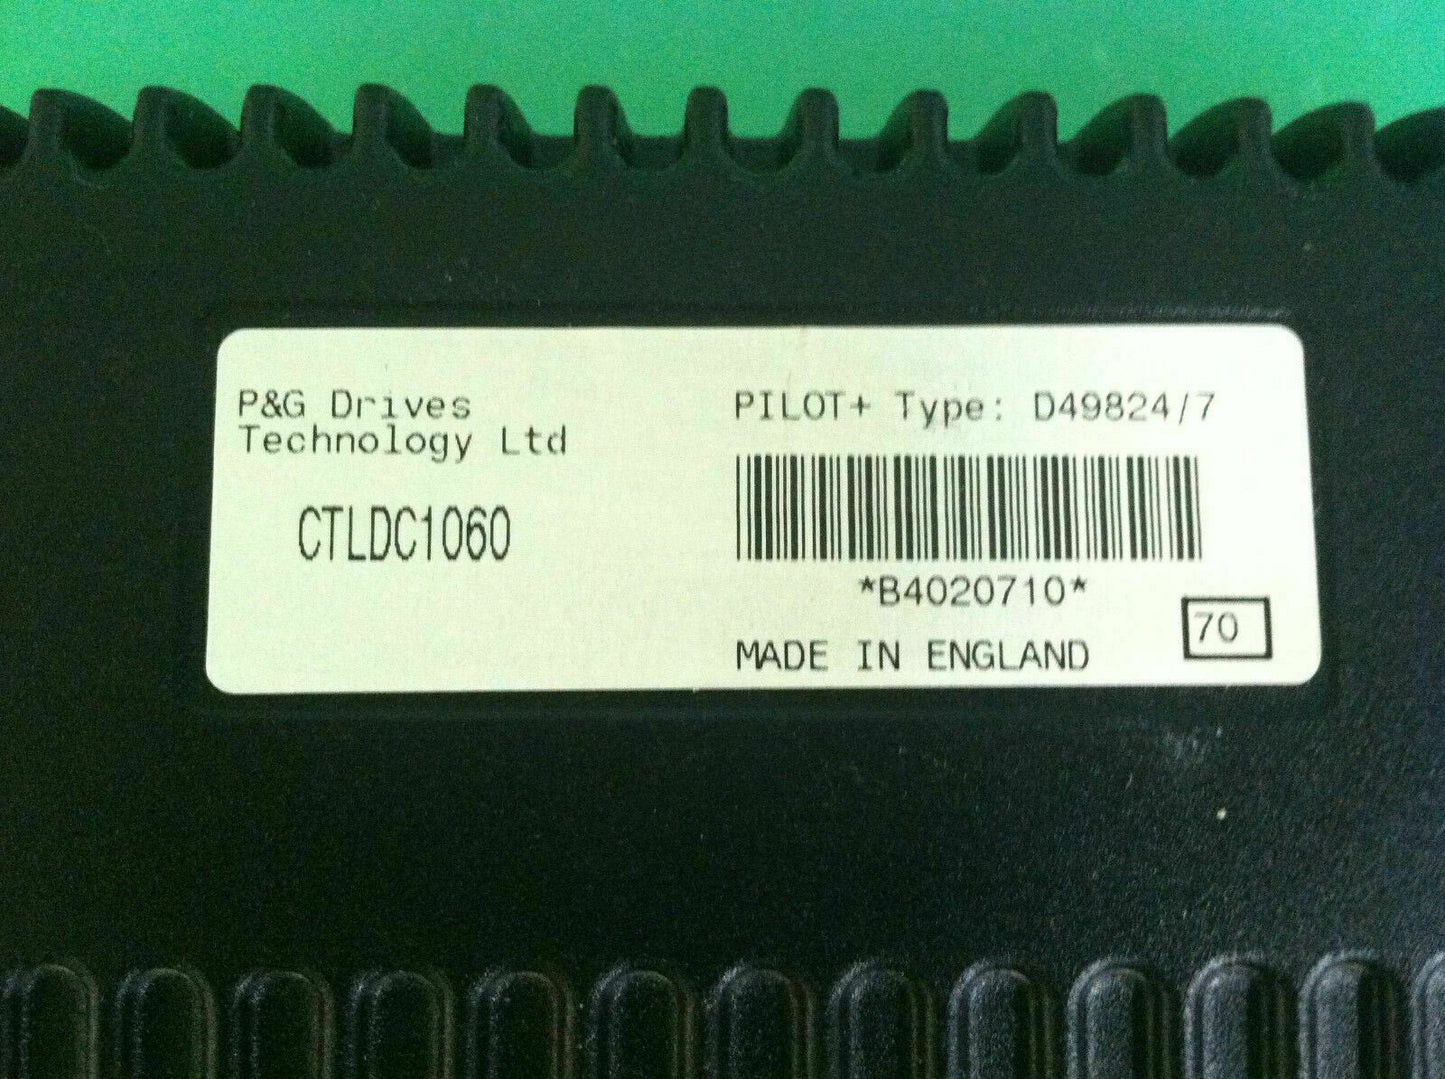 P&G Drives
Technology Ltd
CTLDC1060
PILOT+ Type: D49824/7
*B4020710*
70
MADE IN ENGLAND